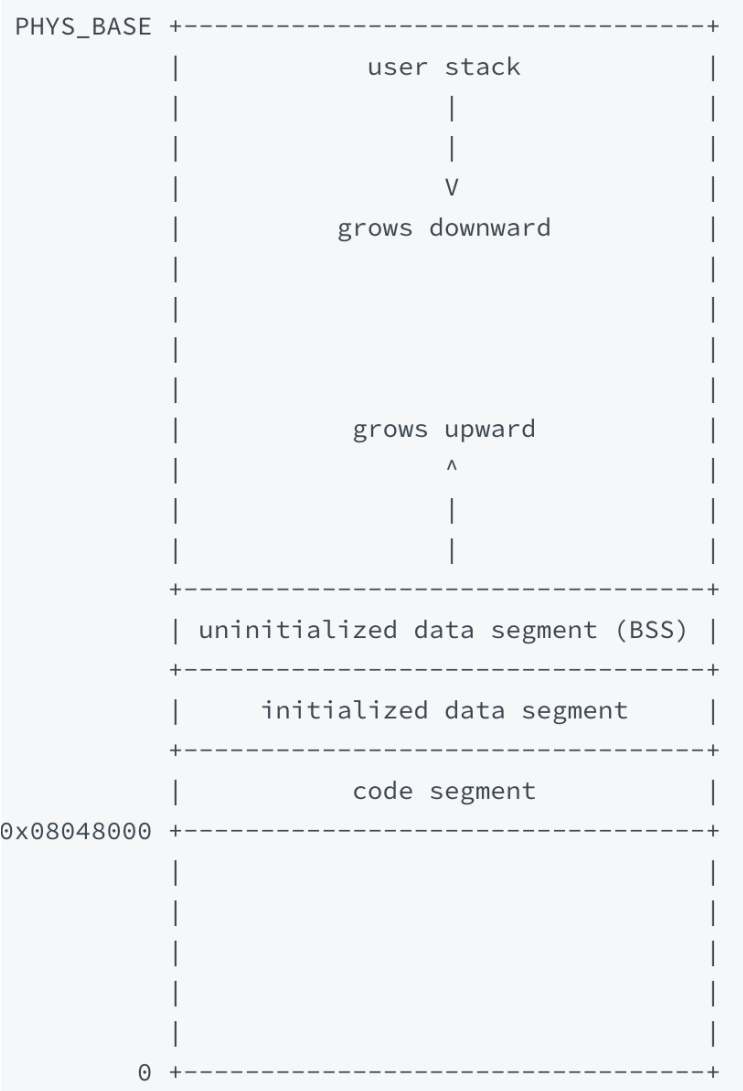 PHYS_BASE +----------------------------------+
|            user stack            |
|                 |                |
|                 |                |
|                 V                |
|          grows downward          |
|                                  |
|                                  |
|                                  |
|                                  |
|           grows upward           |
|                 ^                |
|                 |                |
|                 |                |
+----------------------------------+
| uninitialized data segment (BSS) |
+----------------------------------+
|     initialized data segment     |
+----------------------------------+
|           code segment           |
0x08048000 +----------------------------------+
|                                  |
|                                  |
|                                  |
|                                  |
|                                  |
0 +----------------------------------+